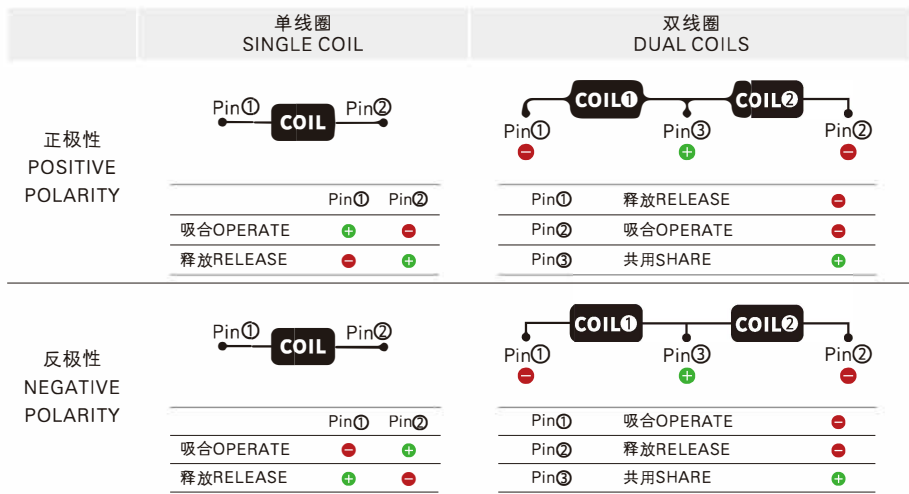 单线圈
SINGLE COIL
双线圈
DUAL COILS
正极性
POSITIVE
POLARITY
Pin① COIL Pin②
Pin① Pin②
吸合OPERATE + −
释放RELEASE − +
COIL① COIL②
Pin① Pin③ Pin②
− + −
Pin① 释放RELEASE −
Pin② 吸合OPERATE −
Pin③ 共用SHARE +
反极性
NEGATIVE
POLARITY
Pin① COIL Pin②
Pin① Pin②
吸合OPERATE − +
释放RELEASE + −
COIL① COIL②
Pin① Pin③ Pin②
− + −
Pin① 吸合OPERATE −
Pin② 释放RELEASE −
Pin③ 共用SHARE +